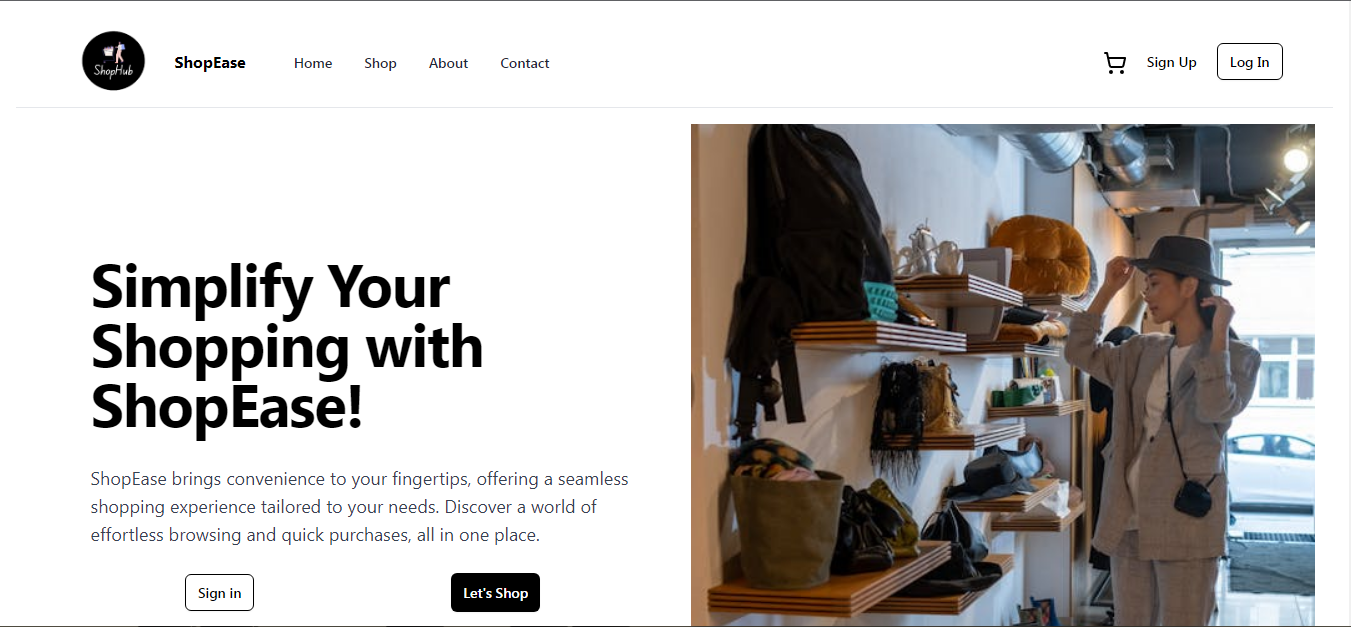 ShopHub
ShopEase
Home
Shop
About
Contact
Sign Up
Log In
Simplify Your
Shopping with
ShopEase!
ShopEase brings convenience to your fingertips, offering a seamless
shopping experience tailored to your needs. Discover a world of
effortless browsing and quick purchases, all in one place.
Sign in
Let's Shop